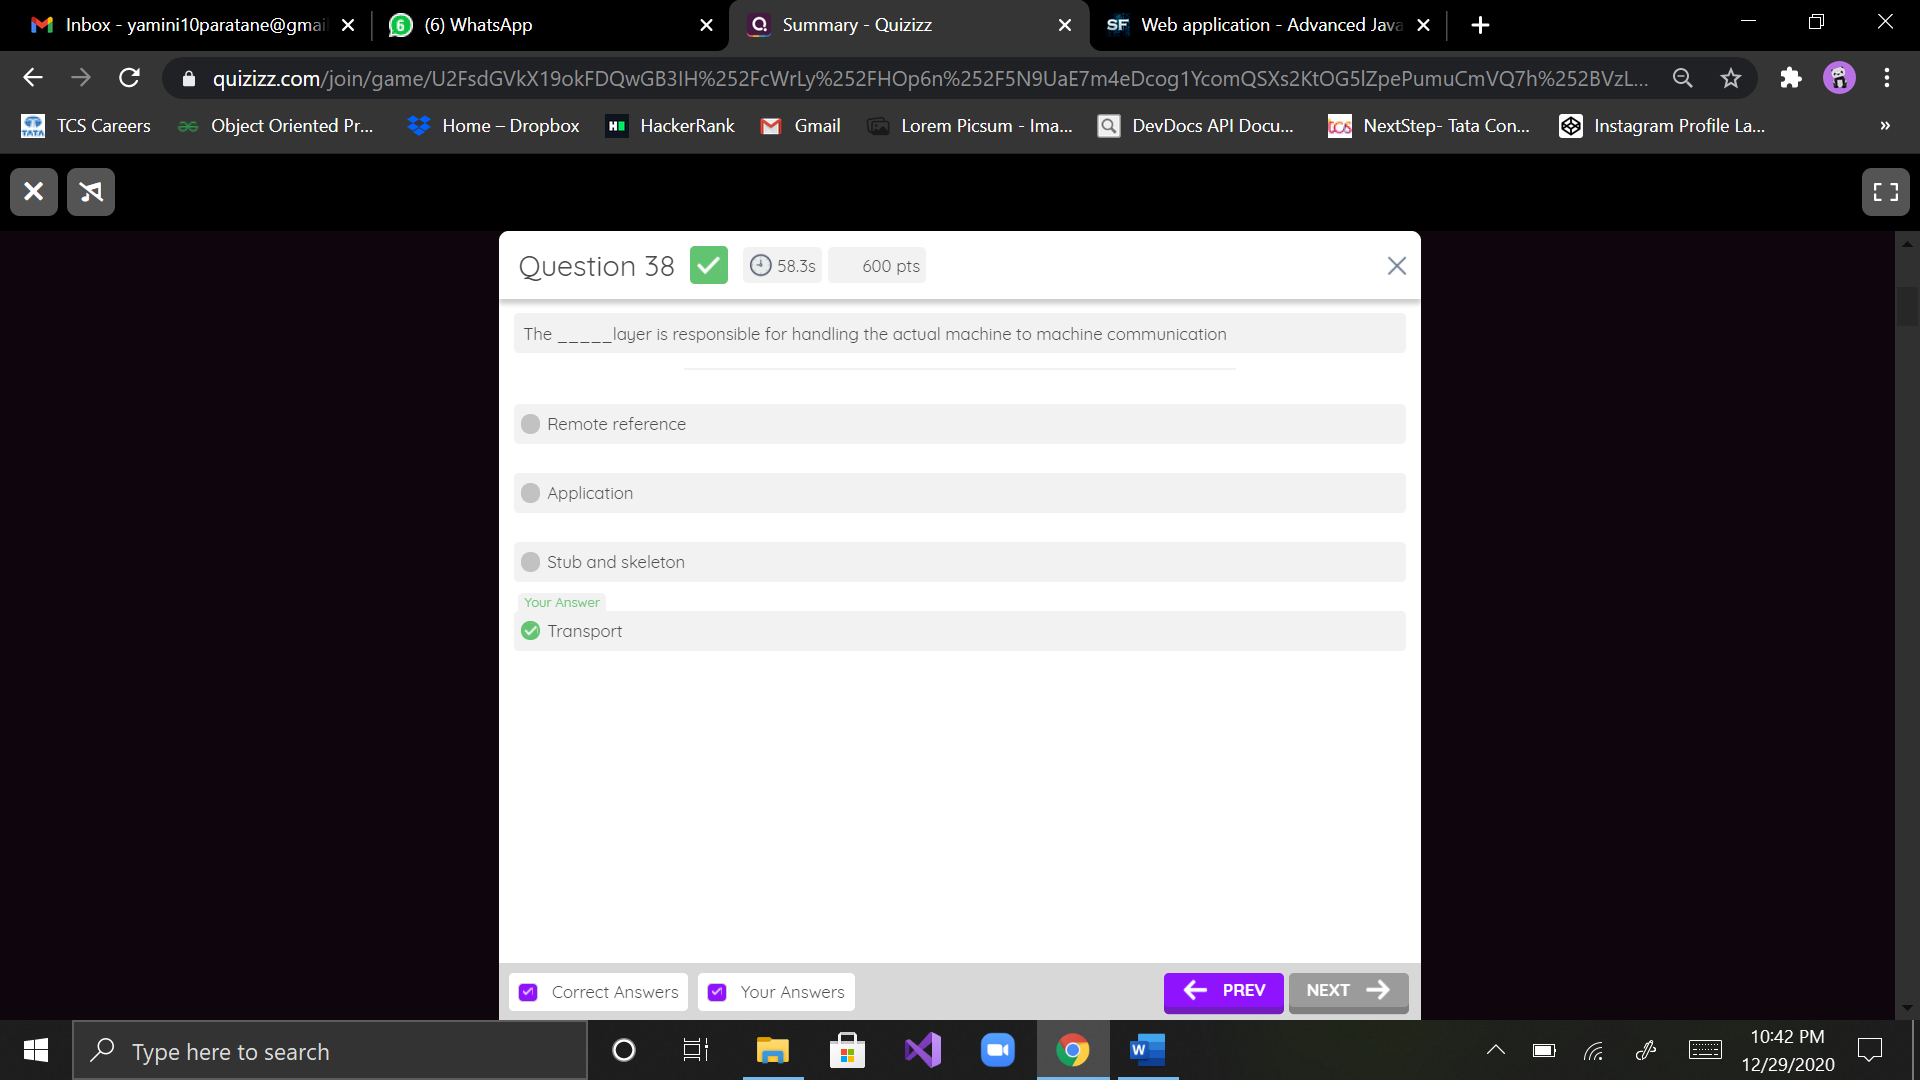 Inbox - yamini10paratane@gmai
(6) WhatsApp
Summary - Quizizz
SF Web application - Advanced Java
quizizz.com/join/game/U2FsdGVkX19okFDQwGB3IH%252FcWrLy%252FHOp6n%252F5N9UaE7m4eDcog1YcomQSXs2KtOG5lZpePumuCmVQ7h%252BVzL...
TATA TCS Careers
Object Oriented Pr...
Home – Dropbox
HackerRank
Gmail
Lorem Picsum - Ima...
DevDocs API Docu...
tcs NextStep- Tata Con...
Instagram Profile La...
»
Question 38
58.3s
600 pts
The _____layer is responsible for handling the actual machine to machine communication
Remote reference
Application
Stub and skeleton
Your Answer
Transport
Correct Answers
Your Answers
PREV
NEXT
Type here to search
10:42 PM
12/29/2020